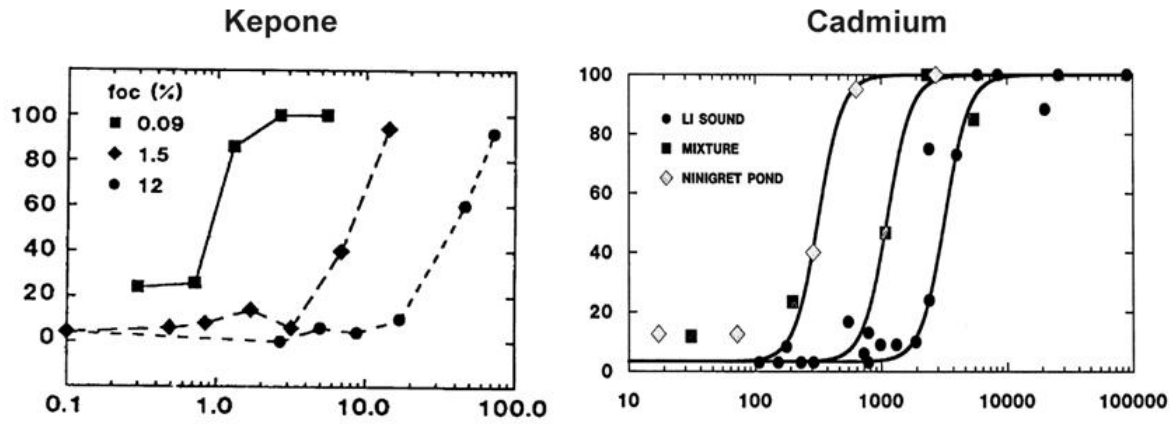 Kepone
foc (%)
0.09
1.5
12
100
80
60
40
20
0
0.1 1.0 10.0 100.0
Cadmium
LI SOUND
MIXTURE
NINIGRET POND
100
80
60
40
20
0
10 100 1000 10000 100000